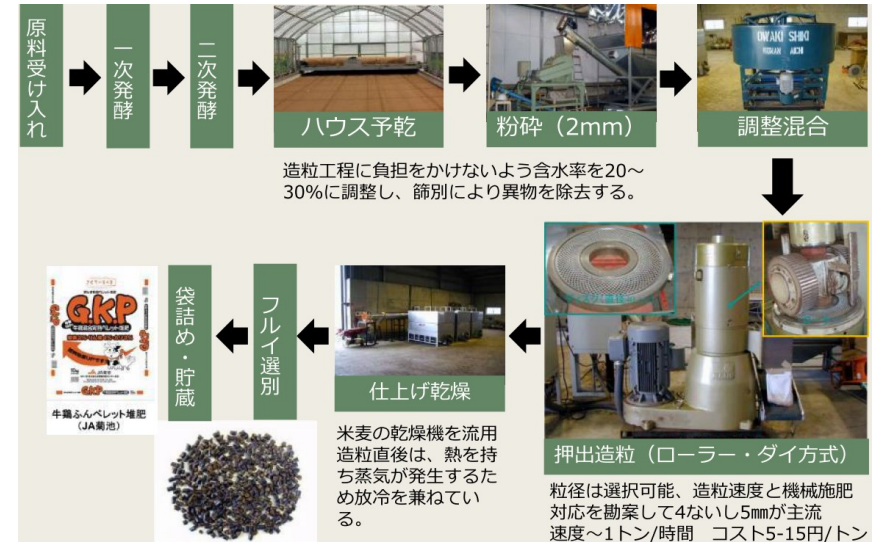 原料受け入れ
一次発酵
二次発酵
ハウス予乾
粉砕（2mm）
OWAKI SHIKI
調整混合
造粒工程に負担をかけないよう含水率を20～
30%に調整し、篩別により異物を除去する。
押出造粒（ローラー・ダイ方式）
粒径は選択可能、造粒速度と機械施肥
対応を勘案して4ないし5㎜が主流
速度～1トン/時間　コスト5-15円/トン
仕上げ乾燥
米麦の乾燥機を流用
造粒直後は、熱を持
ち蒸気が発生するた
め放冷を兼ねてい
る。
フルイ選別
袋詰め・貯蔵
G.K.P
牛鶏ふんペレット堆肥
（JA菊池）